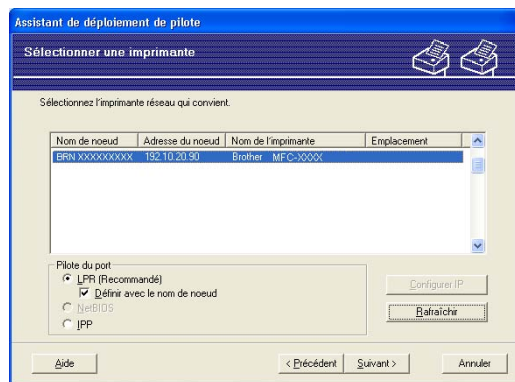 Assistant de déploiement de pilote
Sélectionner une imprimante
Sélectionnez l'imprimante réseau qui convient.
Nom de noeud Adresse du noeud Nom de l'imprimante Emplacement
BRN XXXXXXXXX 192.10.20.90 Brother MFC-XXXX
Pilote du port
LPR (Recommandé)
Définir avec le nom de noeud
NetBIOS
IPP
Configurer IP
Rafraîchir
Aide < Précédent Suivant > Annuler